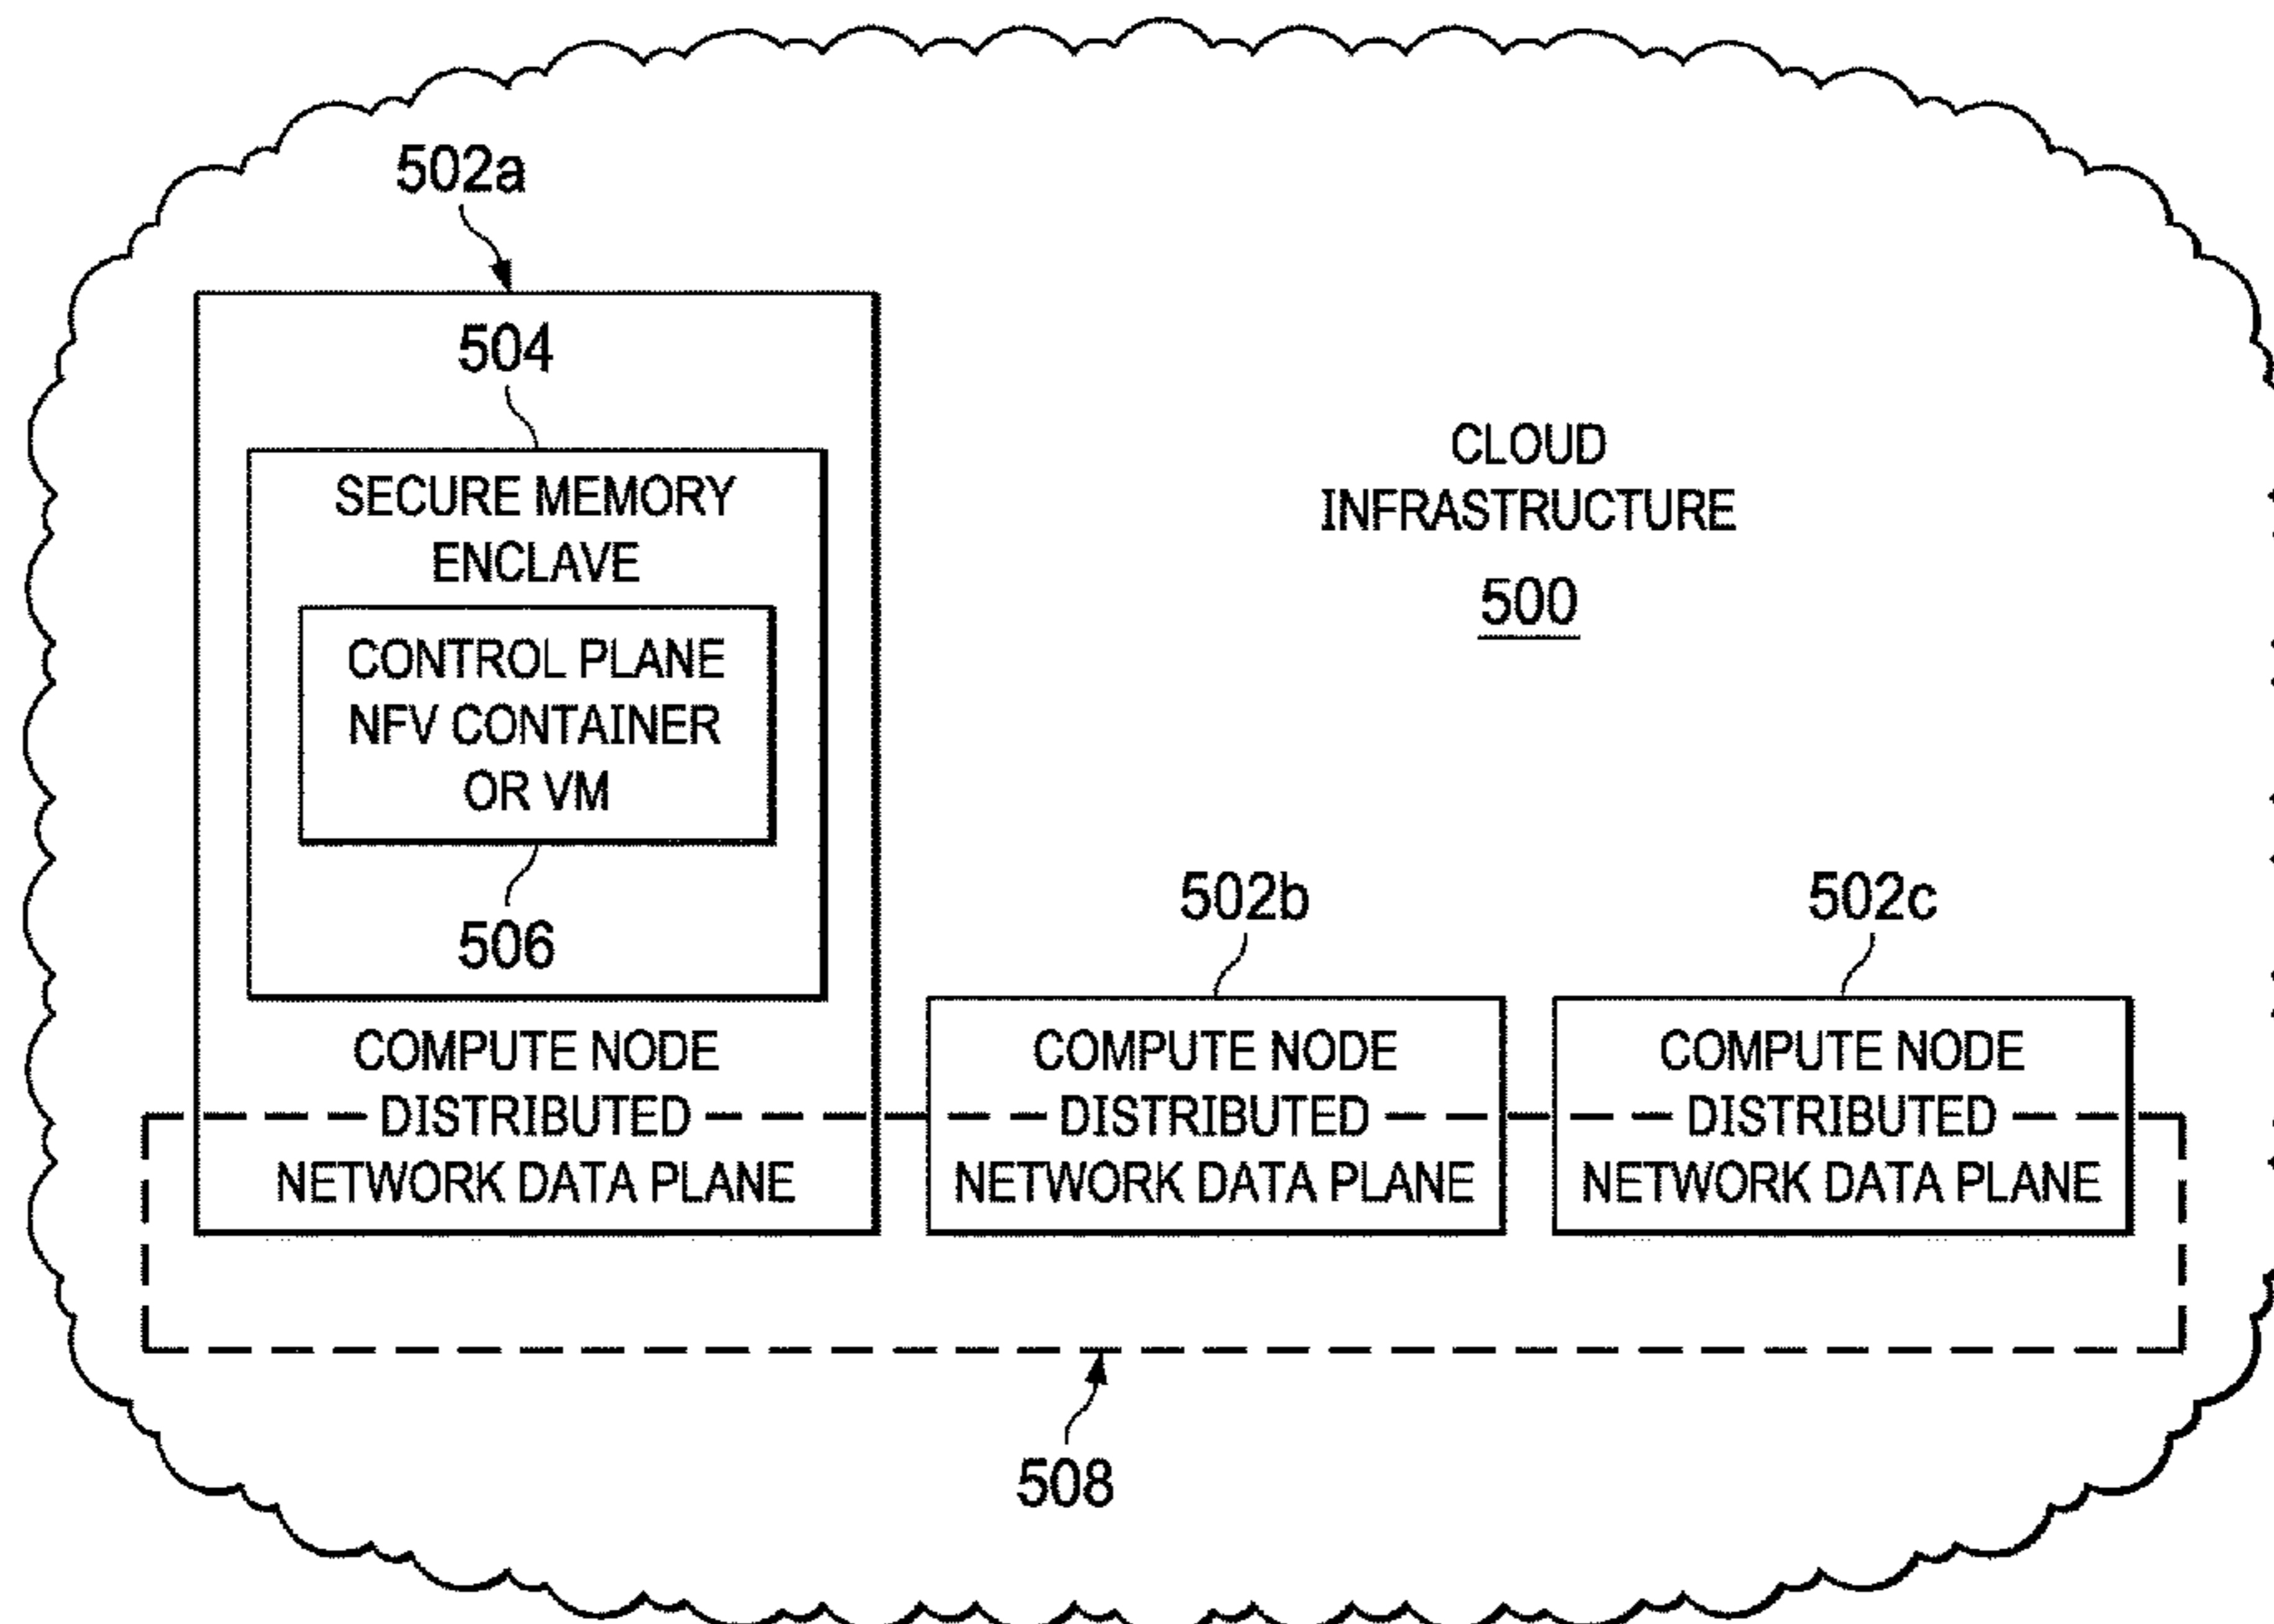 502a
504
SECURE MEMORY
ENCLAVE
CONTROL PLANE
NFV CONTAINER
OR VM
506
COMPUTE NODE
DISTRIBUTED
NETWORK DATA PLANE
CLOUD
INFRASTRUCTURE
500
502b
COMPUTE NODE
DISTRIBUTED
NETWORK DATA PLANE
502c
COMPUTE NODE
DISTRIBUTED
NETWORK DATA PLANE
508